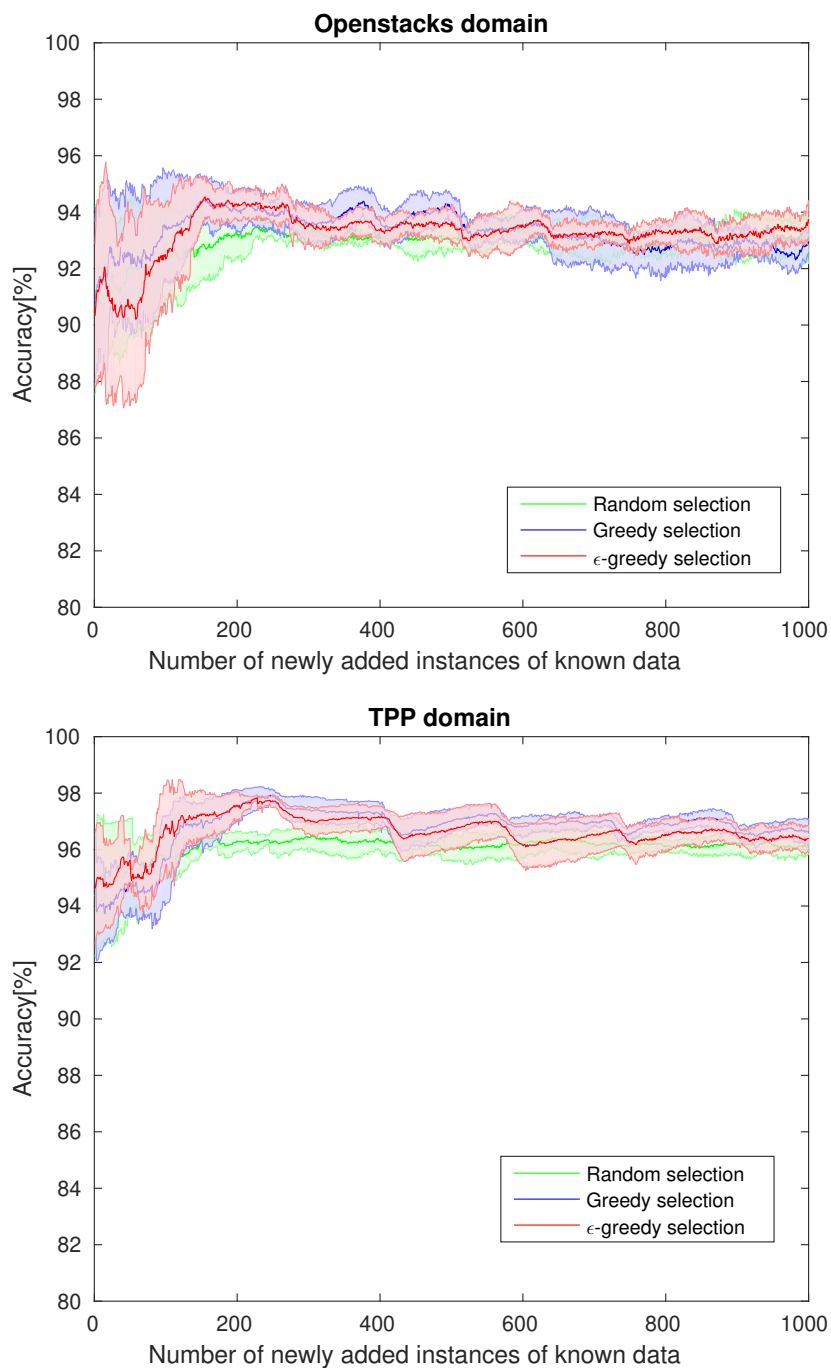 Openstacks domain
100
98
96
94
92
90
88
86
84
82
80
Accuracy[%]
Random selection
Greedy selection
ϵ-greedy selection
0 200 400 600 800 1000
Number of newly added instances of known data
TPP domain
100
98
96
94
92
90
88
86
84
82
80
Accuracy[%]
Random selection
Greedy selection
ϵ-greedy selection
0 200 400 600 800 1000
Number of newly added instances of known data